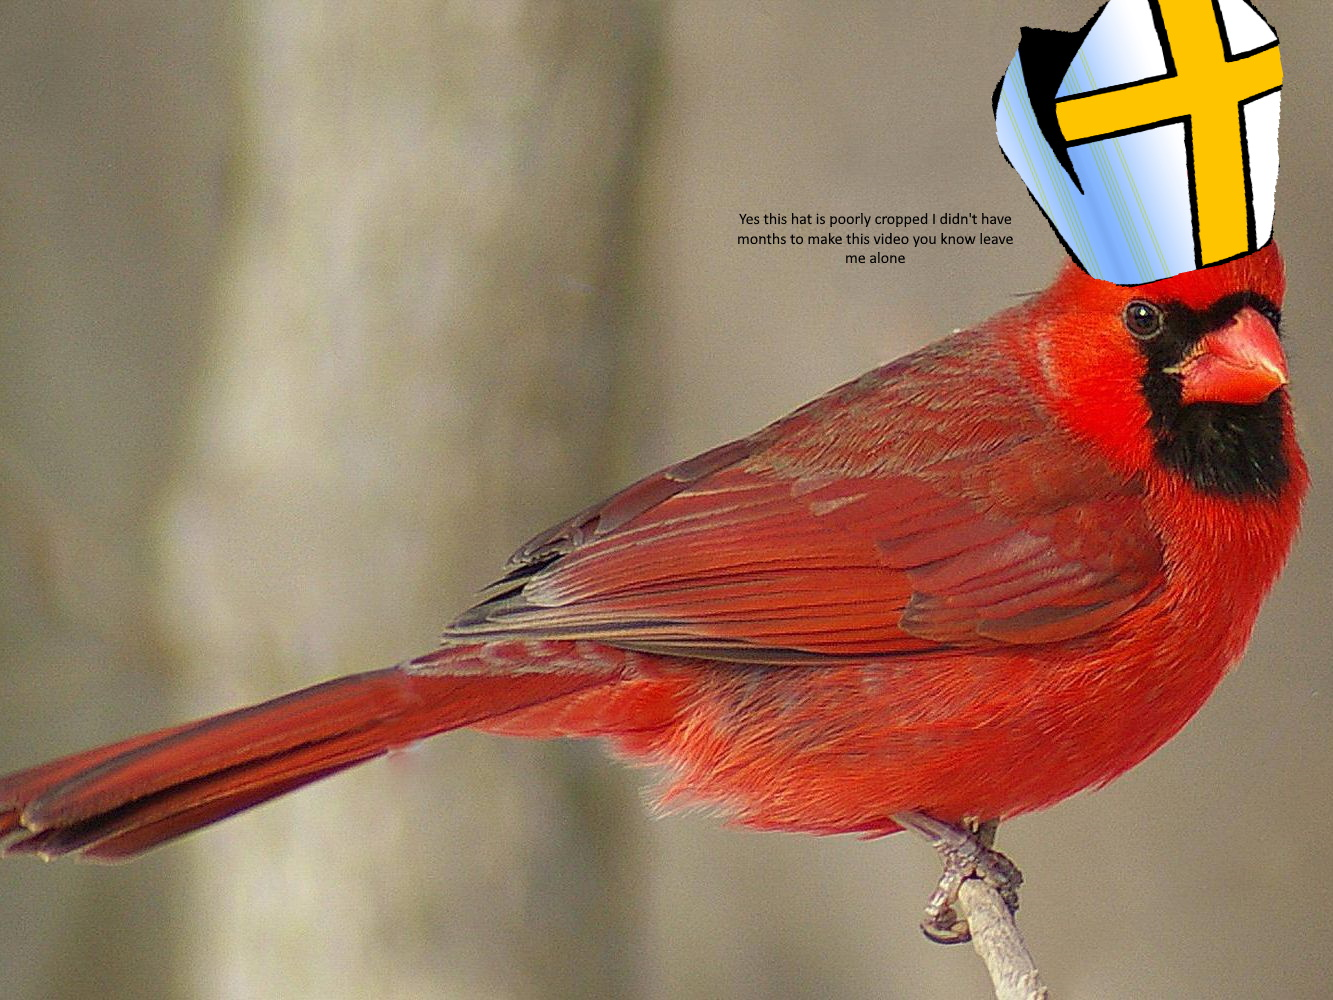 Yes this hat is poorly cropped I didn't have
months to make this video you know leave
me alone